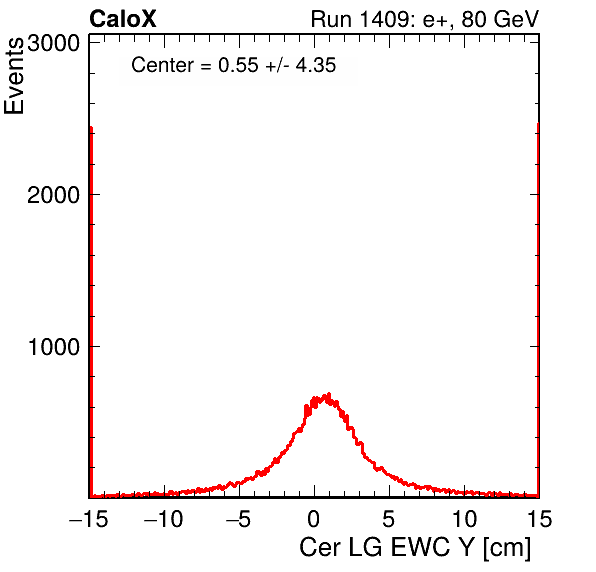 CaloX Run 1409: e+, 80 GeV
Center = 0.55 +/- 4.35
Events
3000
2000
1000
−15 −10 −5 0 5 10 15
Cer LG EWC Y [cm]